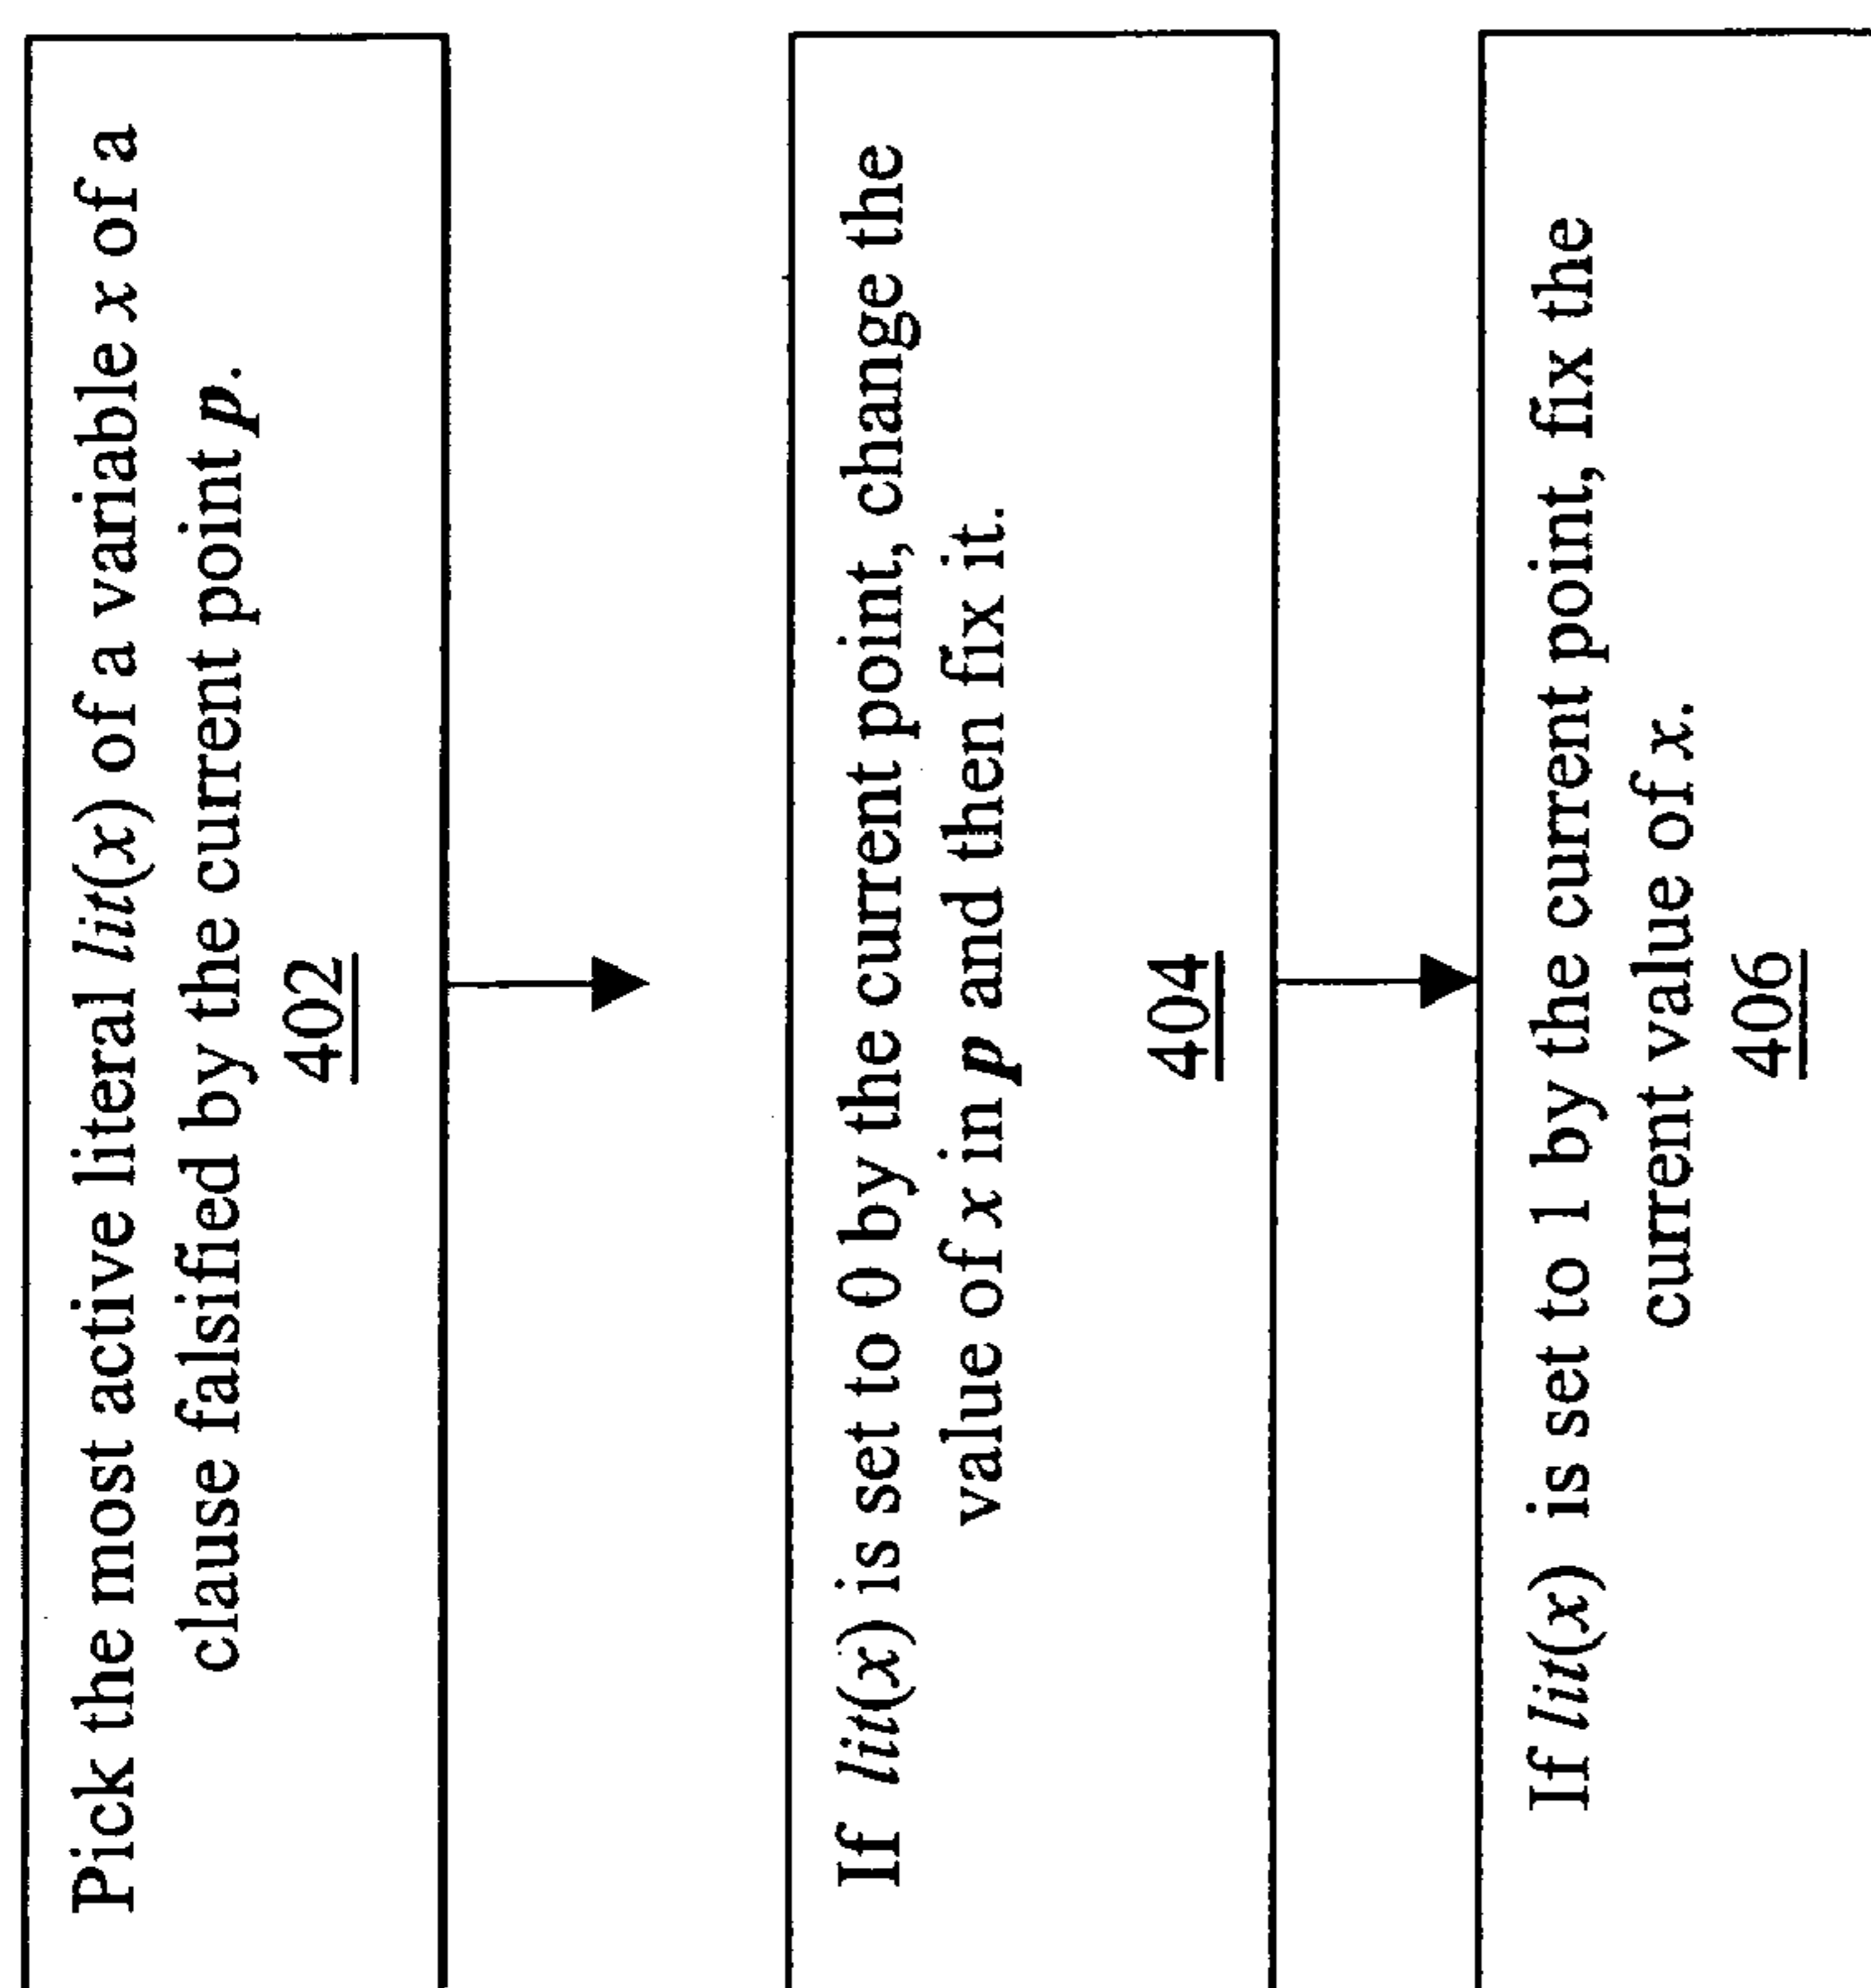 Pick the most active literal lit(x) of a variable x of a
clause falsified by the current point p.
402
If lit(x) is set to 0 by the current point, change the
value of x in p and then fix it.
404
If lit(x) is set to 1 by the current point, fix the
current value of x.
406